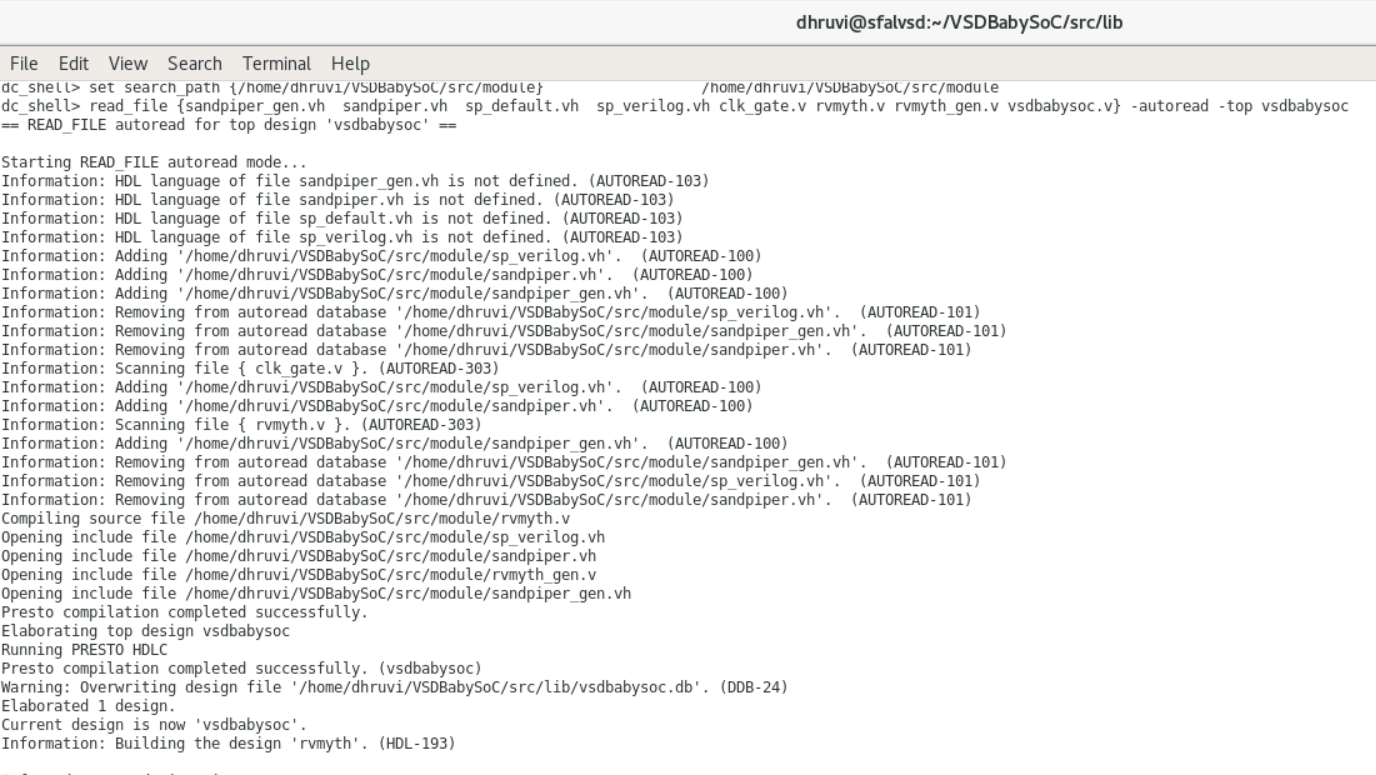 dhruvi@sfalvsd:~/VSDBabySoC/src/lib
File Edit View Search Terminal Help
dc_shell> set search_path {/home/dhruvi/VSDBabySoC/src/module} /home/dhruvi/VSDBabySoC/src/module
dc_shell> read_file {sandpiper_gen.vh  sandpiper.vh  sp_default.vh  sp_verilog.vh clk_gate.v rvmyth.v rvmyth_gen.v vsdbabysoc.v} -autoread -top vsdbabysoc
== READ_FILE autoread for top design 'vsdbabysoc' ==
Starting READ_FILE autoread mode...
Information: HDL language of file sandpiper_gen.vh is not defined. (AUTOREAD-103)
Information: HDL language of file sandpiper.vh is not defined. (AUTOREAD-103)
Information: HDL language of file sp_default.vh is not defined. (AUTOREAD-103)
Information: HDL language of file sp_verilog.vh is not defined. (AUTOREAD-103)
Information: Adding '/home/dhruvi/VSDBabySoC/src/module/sp_verilog.vh'.  (AUTOREAD-100)
Information: Adding '/home/dhruvi/VSDBabySoC/src/module/sandpiper.vh'.  (AUTOREAD-100)
Information: Adding '/home/dhruvi/VSDBabySoC/src/module/sandpiper_gen.vh'.  (AUTOREAD-100)
Information: Removing from autoread database '/home/dhruvi/VSDBabySoC/src/module/sp_verilog.vh'.  (AUTOREAD-101)
Information: Removing from autoread database '/home/dhruvi/VSDBabySoC/src/module/sandpiper_gen.vh'.  (AUTOREAD-101)
Information: Removing from autoread database '/home/dhruvi/VSDBabySoC/src/module/sandpiper.vh'.  (AUTOREAD-101)
Information: Scanning file { clk_gate.v }. (AUTOREAD-303)
Information: Adding '/home/dhruvi/VSDBabySoC/src/module/sp_verilog.vh'.  (AUTOREAD-100)
Information: Adding '/home/dhruvi/VSDBabySoC/src/module/sandpiper.vh'.  (AUTOREAD-100)
Information: Scanning file { rvmyth.v }. (AUTOREAD-303)
Information: Adding '/home/dhruvi/VSDBabySoC/src/module/sandpiper_gen.vh'.  (AUTOREAD-100)
Information: Removing from autoread database '/home/dhruvi/VSDBabySoC/src/module/sandpiper_gen.vh'.  (AUTOREAD-101)
Information: Removing from autoread database '/home/dhruvi/VSDBabySoC/src/module/sp_verilog.vh'.  (AUTOREAD-101)
Information: Removing from autoread database '/home/dhruvi/VSDBabySoC/src/module/sandpiper.vh'.  (AUTOREAD-101)
Compiling source file /home/dhruvi/VSDBabySoC/src/module/rvmyth.v
Opening include file /home/dhruvi/VSDBabySoC/src/module/sp_verilog.vh
Opening include file /home/dhruvi/VSDBabySoC/src/module/sandpiper.vh
Opening include file /home/dhruvi/VSDBabySoC/src/module/rvmyth_gen.v
Opening include file /home/dhruvi/VSDBabySoC/src/module/sandpiper_gen.vh
Presto compilation completed successfully.
Elaborating top design vsdbabysoc
Running PRESTO HDLC
Presto compilation completed successfully. (vsdbabysoc)
Warning: Overwriting design file '/home/dhruvi/VSDBabySoC/src/lib/vsdbabysoc.db'. (DDB-24)
Elaborated 1 design.
Current design is now 'vsdbabysoc'.
Information: Building the design 'rvmyth'. (HDL-193)